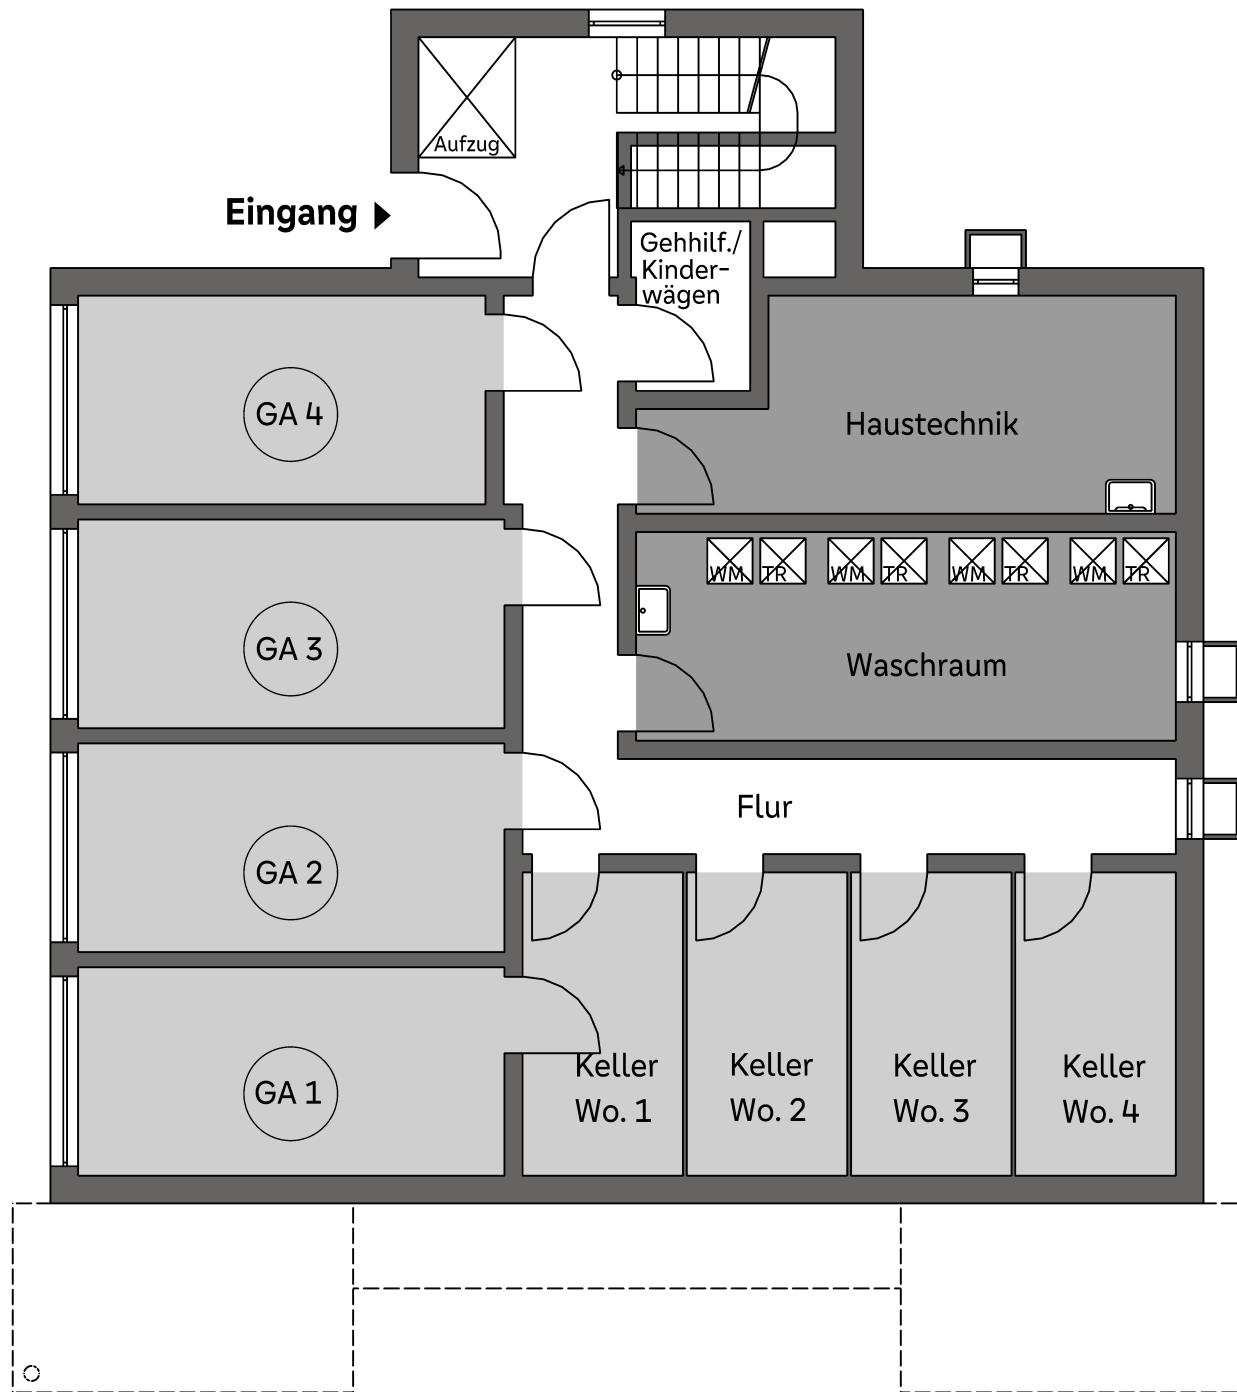 Aufzug
Eingang
Gehhilf./
Kinder-
wägen
GA 4
Haustechnik
WM TR WM TR WM TR WM TR
GA 3
Waschraum
Flur
GA 2
GA 1
Keller
Wo. 1
Keller
Wo. 2
Keller
Wo. 3
Keller
Wo. 4